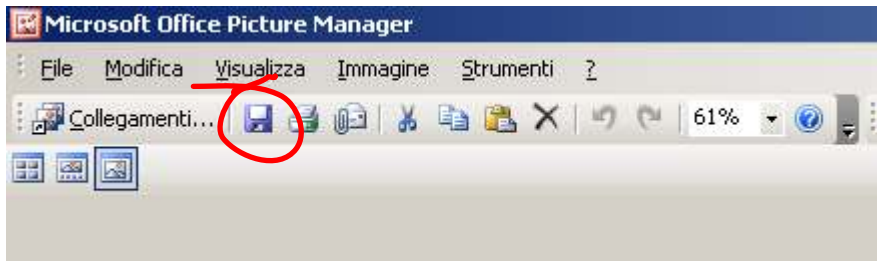 Microsoft Office Picture Manager
File Modifica Visualizza Immagine Strumenti ?
Collegamenti... 61%